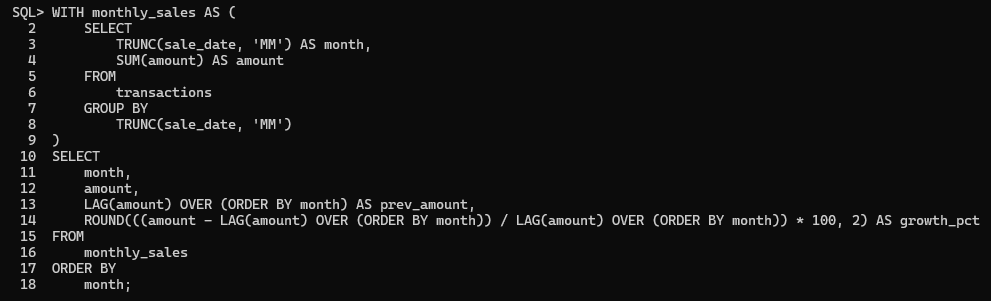 SQL> WITH monthly_sales AS (
  2      SELECT
  3          TRUNC(sale_date, 'MM') AS month,
  4          SUM(amount) AS amount
  5      FROM
  6          transactions
  7      GROUP BY
  8          TRUNC(sale_date, 'MM')
  9  )
 10  SELECT
 11      month,
 12      amount,
 13      LAG(amount) OVER (ORDER BY month) AS prev_amount,
 14      ROUND(((amount - LAG(amount) OVER (ORDER BY month)) / LAG(amount) OVER (ORDER BY month)) * 100, 2) AS growth_pct
 15  FROM
 16      monthly_sales
 17  ORDER BY
 18      month;